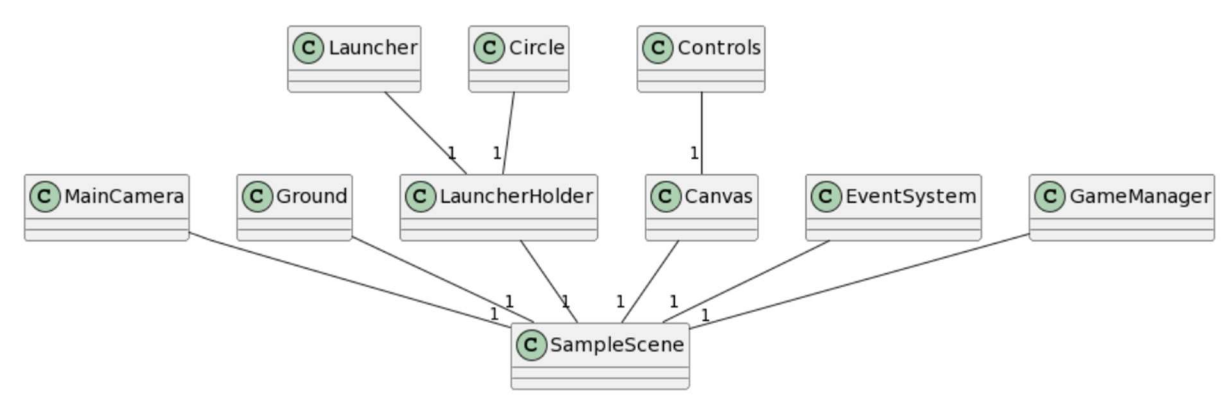 C Launcher
C Circle
C Controls
1
1
1
C MainCamera
C Ground
C LauncherHolder
C Canvas
C EventSystem
C GameManager
1
1
1
1
1
1
C SampleScene